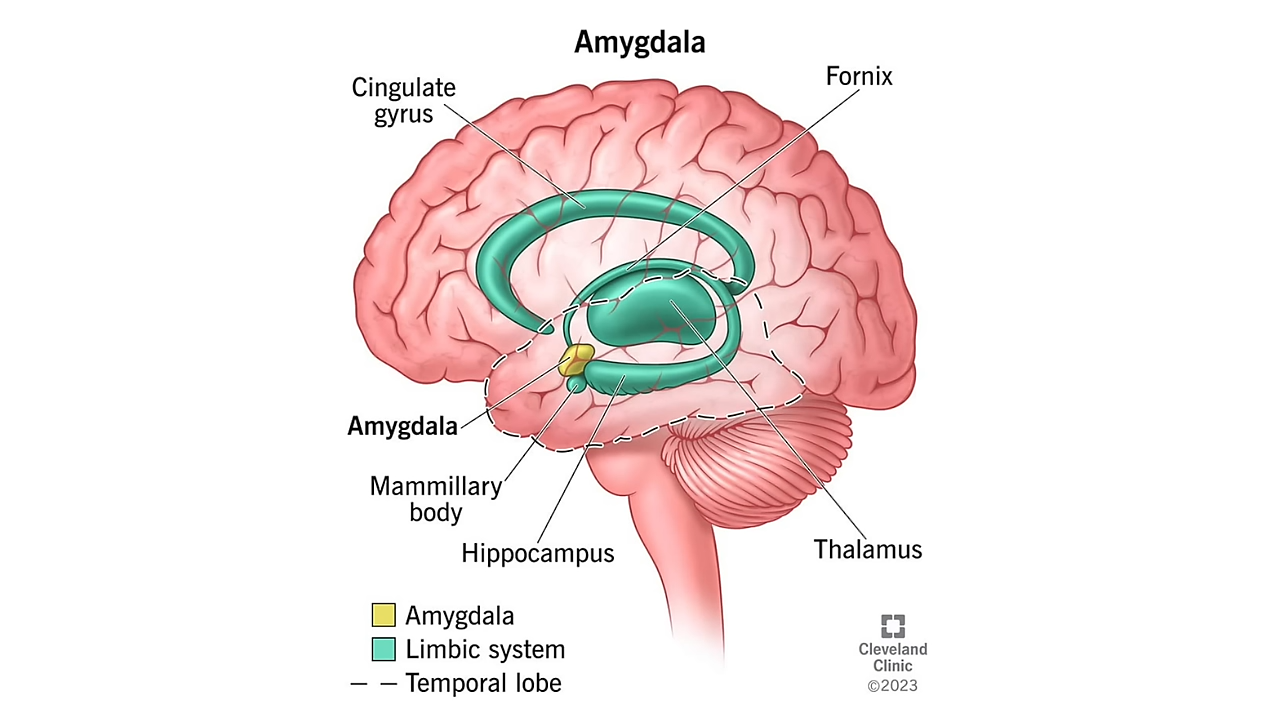 Amygdala
Cingulate
gyrus
Fornix
Amygdala
Mammillary
body
Hippocampus
Thalamus
Amygdala
Limbic system
Temporal lobe
Cleveland
Clinic
©2023